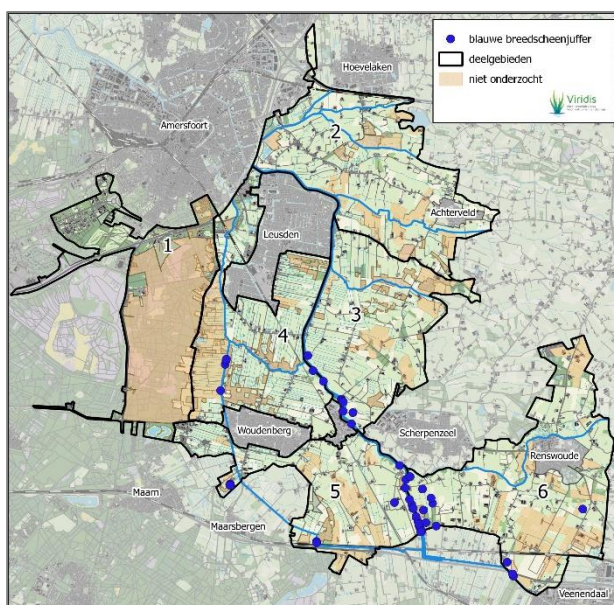 blauwe breedscheenjuffer
deelgebieden
niet onderzocht
Viridis
Hoevelaken
Amersfoort
2
Achterveld
1
Leusden
3
4
Woudenberg
Scherpenzeel
Renswoude
Maarn
5
6
Maarsbergen
Veenendaal